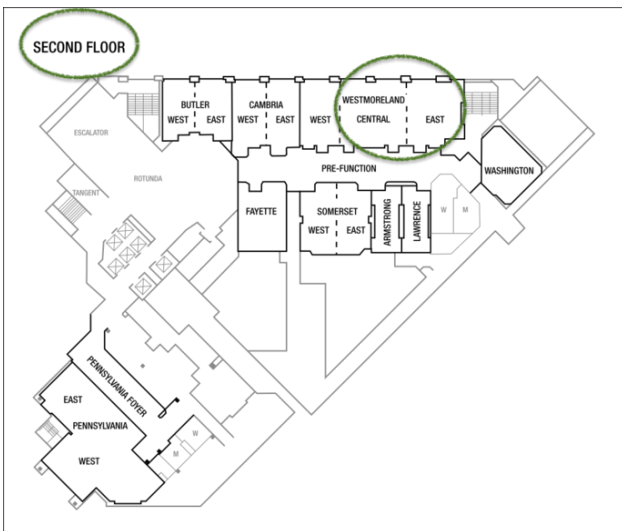 SECOND FLOOR
BUTLER
WEST EAST
CAMBRIA
WEST EAST
WEST
WESTMORELAND
CENTRAL
EAST
ESCALATOR
ROTUNDA
TANGENT
PRE-FUNCTION
WASHINGTON
FAYETTE
SOMERSET
WEST EAST
ARMSTRONG
LAWRENCE
W M
PENNSYLVANIA FOYER
EAST
PENNSYLVANIA
WEST
W
M